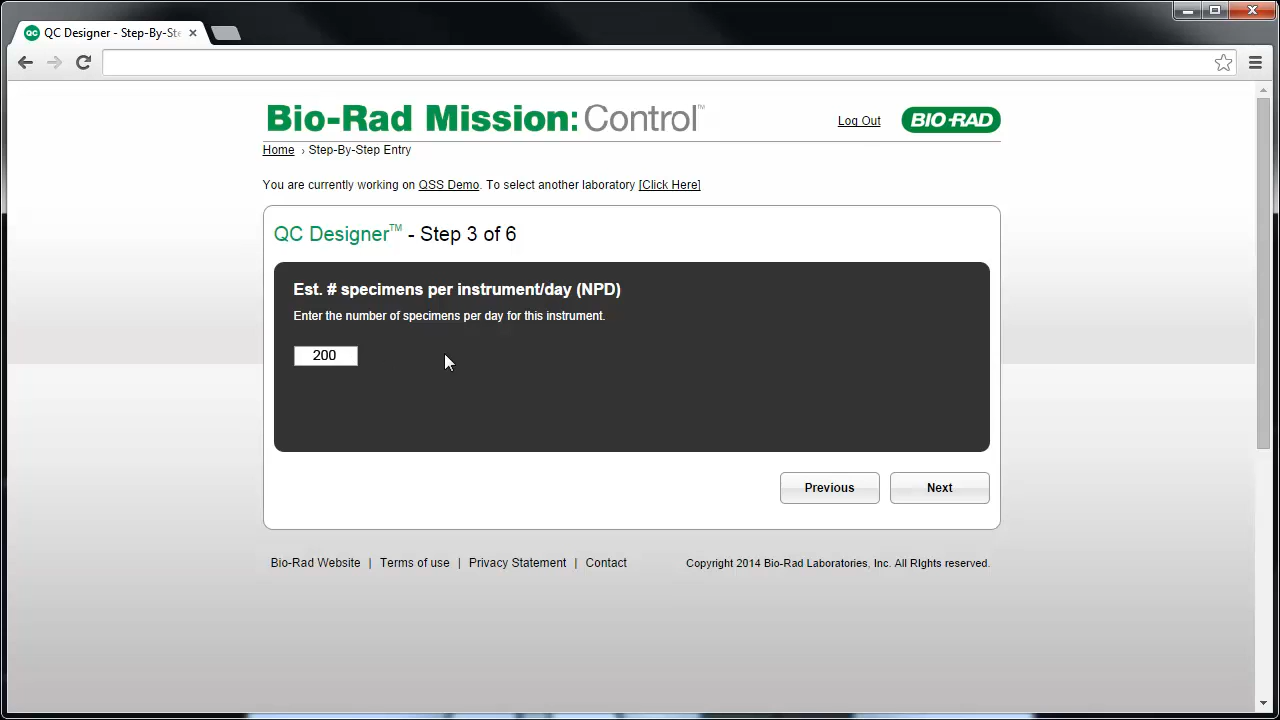 QC Designer - Step-By-Ste
Bio-Rad Mission:Control™
Log Out
BIO-RAD
Home › Step-By-Step Entry
You are currently working on QSS Demo. To select another laboratory [Click Here]
QC Designer™ - Step 3 of 6
Est. # specimens per instrument/day (NPD)
Enter the number of specimens per day for this instrument.
200
Previous
Next
Bio-Rad Website | Terms of use | Privacy Statement | Contact
Copyright 2014 Bio-Rad Laboratories, Inc. All RIghts reserved.